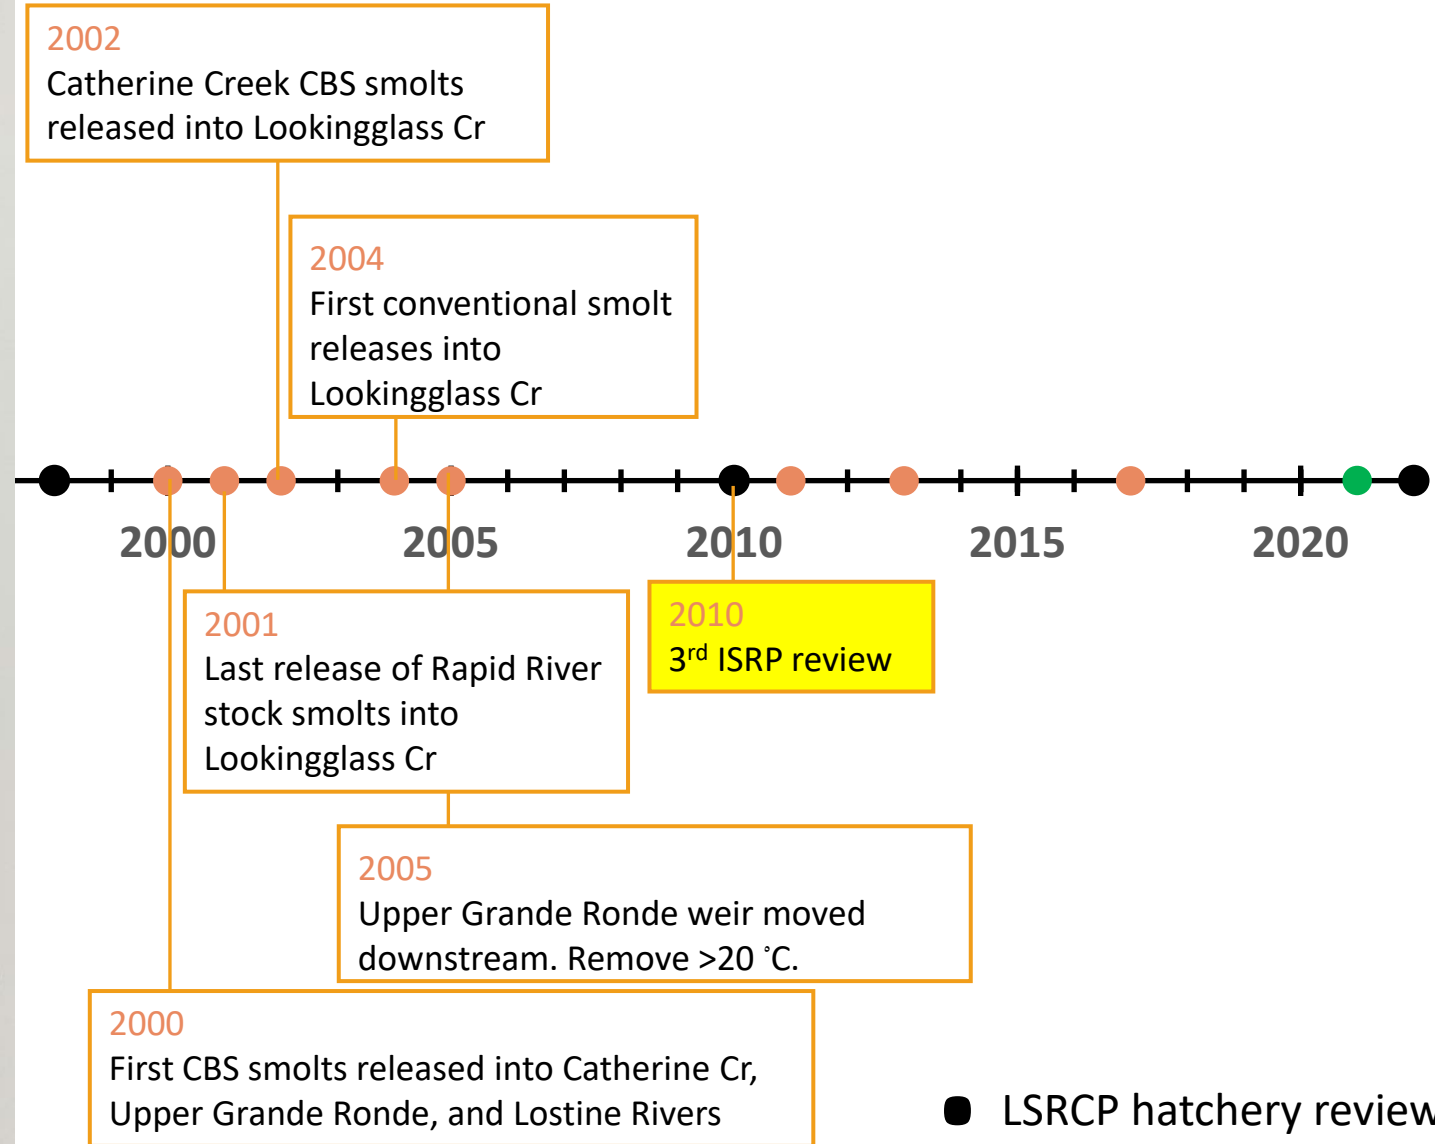 2002
Catherine Creek CBS smolts
released into Lookingglass Cr
2004
First conventional smolt
releases into
Lookingglass Cr
2000 2005 2010 2015 2020
2001
Last release of Rapid River
stock smolts into
Lookingglass Cr
2010
3rd ISRP review
2005
Upper Grande Ronde weir moved
downstream. Remove >20 °C.
2000
First CBS smolts released into Catherine Cr,
Upper Grande Ronde, and Lostine Rivers
LSRCP hatchery review